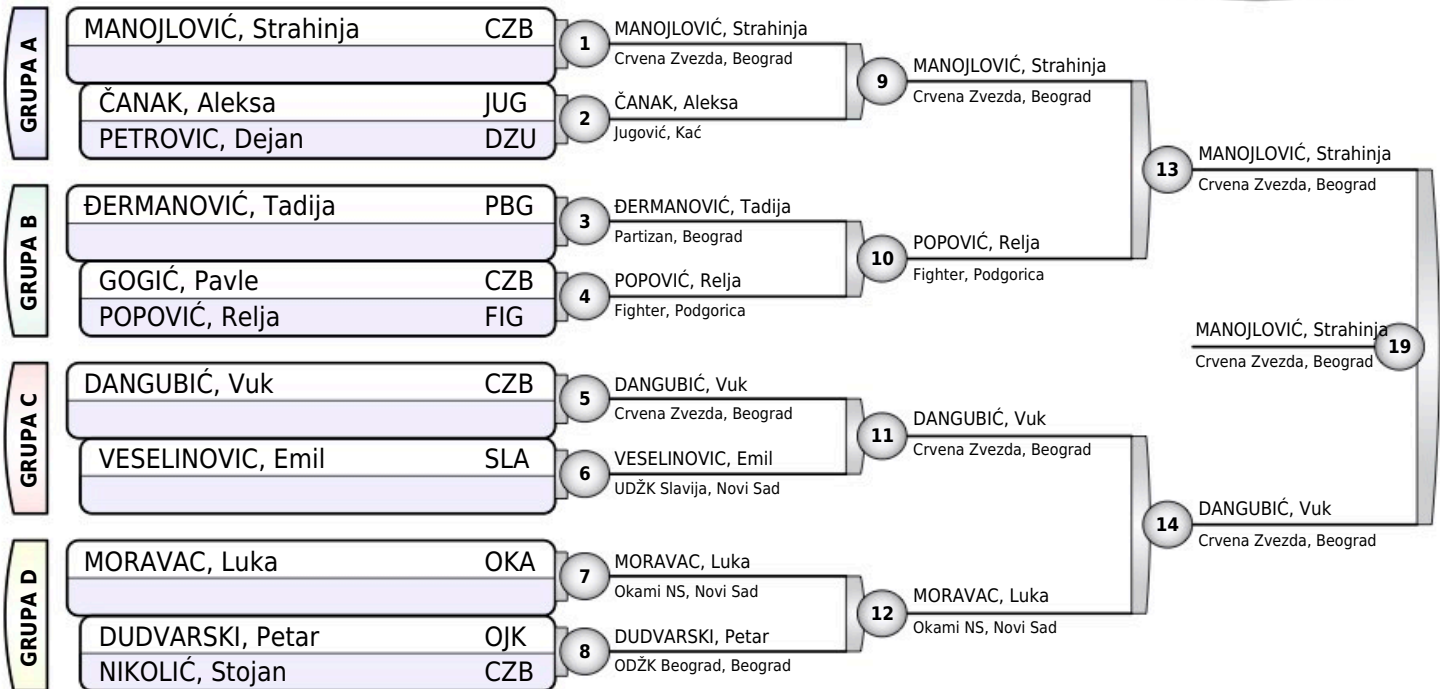 GRUPA A
MANOJLOVIĆ, Strahinja CZB
ČANAK, Aleksa JUG
PETROVIC, Dejan DZU
GRUPA B
ĐERMANOVIĆ, Tadija PBG
GOGIĆ, Pavle CZB
POPOVIĆ, Relja FIG
GRUPA C
DANGUBIĆ, Vuk CZB
VESELINOVIC, Emil SLA
GRUPA D
MORAVAC, Luka OKA
DUDVARSKI, Petar OJK
NIKOLIĆ, Stojan CZB
1
MANOJLOVIĆ, Strahinja
Crvena Zvezda, Beograd
2
ČANAK, Aleksa
Jugović, Kać
3
ĐERMANOVIĆ, Tadija
Partizan, Beograd
4
POPOVIĆ, Relja
Fighter, Podgorica
5
DANGUBIĆ, Vuk
Crvena Zvezda, Beograd
6
VESELINOVIC, Emil
UDŽK Slavija, Novi Sad
7
MORAVAC, Luka
Okami NS, Novi Sad
8
DUDVARSKI, Petar
ODŽK Beograd, Beograd
9
MANOJLOVIĆ, Strahinja
Crvena Zvezda, Beograd
10
POPOVIĆ, Relja
Fighter, Podgorica
11
DANGUBIĆ, Vuk
Crvena Zvezda, Beograd
12
MORAVAC, Luka
Okami NS, Novi Sad
13
MANOJLOVIĆ, Strahinja
Crvena Zvezda, Beograd
14
DANGUBIĆ, Vuk
Crvena Zvezda, Beograd
MANOJLOVIĆ, Strahinja
Crvena Zvezda, Beograd
19